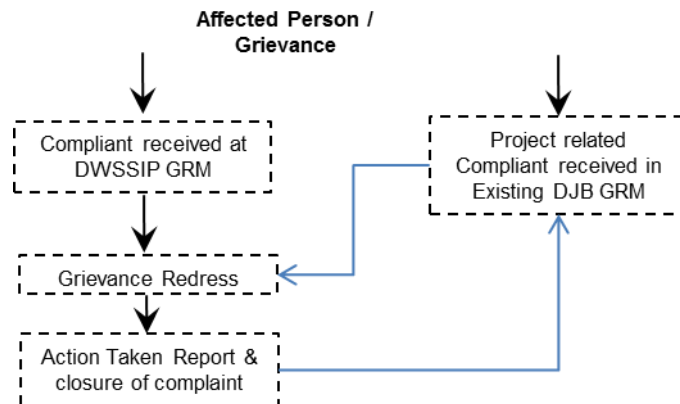 Affected Person /
Grievance
Compliant received at
DWSSIP GRM
Project related
Compliant received in
Existing DJB GRM
Grievance Redress
Action Taken Report &
closure of complaint